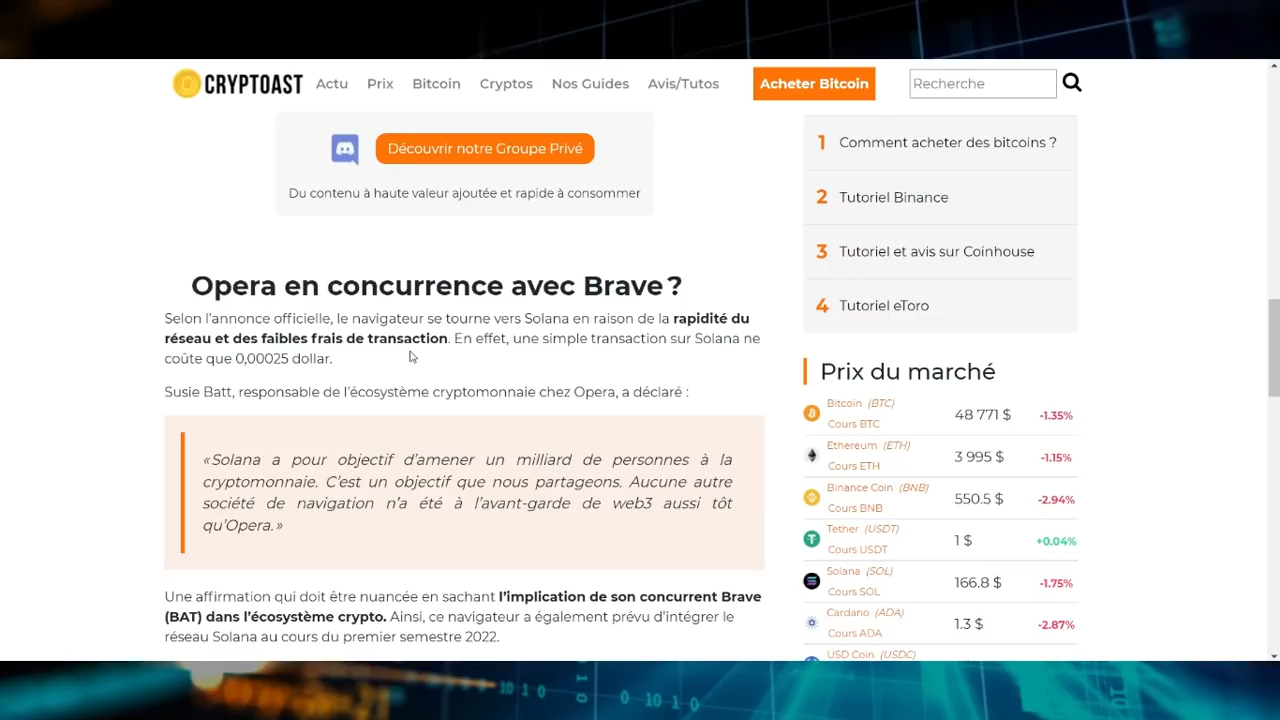 CRYPTOAST Actu Prix Bitcoin Cryptos Nos Guides Avis/Tutos Acheter Bitcoin Recherche
Découvrir notre Groupe Privé
Du contenu à haute valeur ajoutée et rapide à consommer
Opera en concurrence avec Brave ?
Selon l'annonce officielle, le navigateur se tourne vers Solana en raison de la rapidité du
réseau et des faibles frais de transaction. En effet, une simple transaction sur Solana ne
coûte que 0,00025 dollar.
Susie Batt, responsable de l'écosystème cryptomonnaie chez Opera, a déclaré :
« Solana a pour objectif d'amener un milliard de personnes à la
cryptomonnaie. C'est un objectif que nous partageons. Aucune autre
société de navigation n'a été à l'avant-garde de web3 aussi tôt
qu'Opera. »
Une affirmation qui doit être nuancée en sachant l'implication de son concurrent Brave
(BAT) dans l'écosystème crypto. Ainsi, ce navigateur a également prévu d'intégrer le
réseau Solana au cours du premier semestre 2022.
1 Comment acheter des bitcoins ?
2 Tutoriel Binance
3 Tutoriel et avis sur Coinhouse
4 Tutoriel eToro
Prix du marché
Bitcoin (BTC)
Cours BTC
48 771 $ -1.35%
Ethereum (ETH)
Cours ETH
3 995 $ -1.15%
Binance Coin (BNB)
Cours BNB
550.5 $ -2.94%
Tether (USDT)
Cours USDT
1 $ +0.04%
Solana (SOL)
Cours SOL
166.8 $ -1.75%
Cardano (ADA)
Cours ADA
1.3 $ -2.87%
USD Coin (USDC)
10 1 0
0 10 1 0